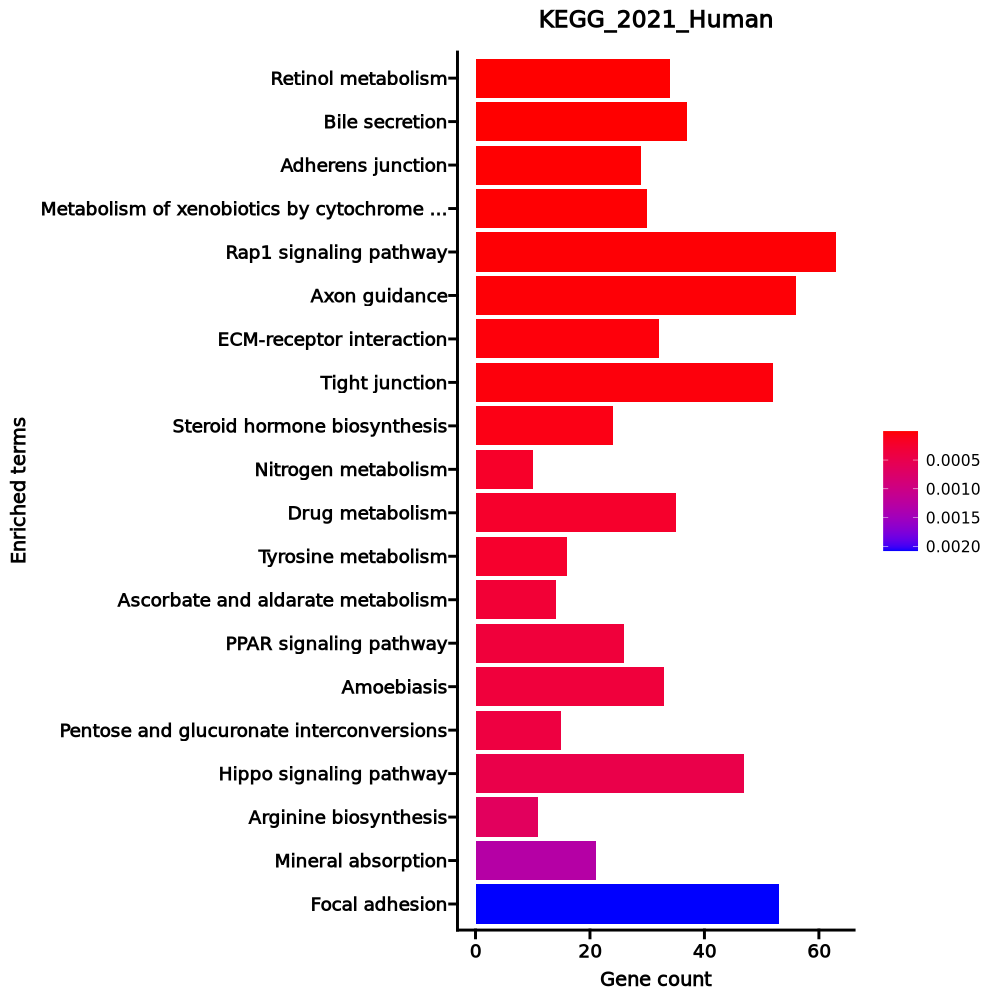 KEGG_2021_Human
Retinol metabolism
Bile secretion
Adherens junction
Metabolism of xenobiotics by cytochrome ...
Rap1 signaling pathway
Axon guidance
ECM-receptor interaction
Tight junction
Steroid hormone biosynthesis
Nitrogen metabolism
Drug metabolism
Tyrosine metabolism
Ascorbate and aldarate metabolism
PPAR signaling pathway
Amoebiasis
Pentose and glucuronate interconversions
Hippo signaling pathway
Arginine biosynthesis
Mineral absorption
Focal adhesion
Enriched terms
0 20 40 60
Gene count
0.0005
0.0010
0.0015
0.0020